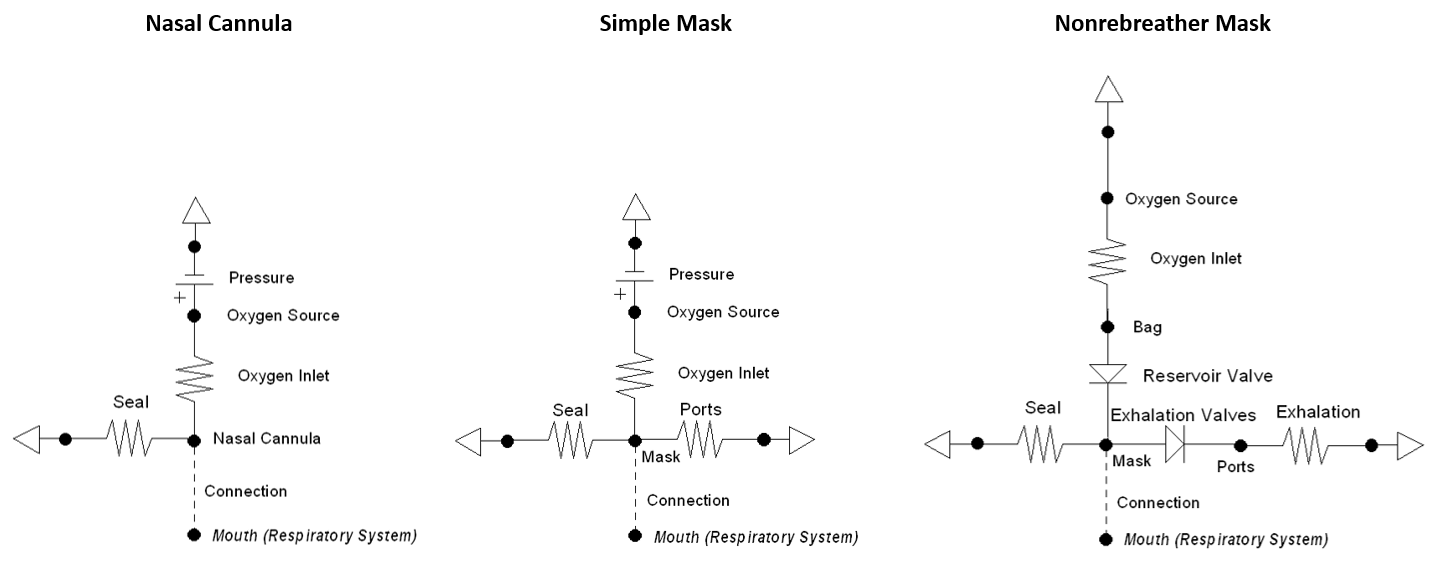 Nasal Cannula
Pressure
+
Oxygen Source
Oxygen Inlet
Seal
Nasal Cannula
Connection
Mouth (Respiratory System)
Simple Mask
Pressure
+
Oxygen Source
Oxygen Inlet
Seal
Ports
Mask
Connection
Mouth (Respiratory System)
Nonrebreather Mask
Oxygen Source
Oxygen Inlet
Bag
Reservoir Valve
Seal
Exhalation Valves
Exhalation
Mask
Ports
Connection
Mouth (Respiratory System)